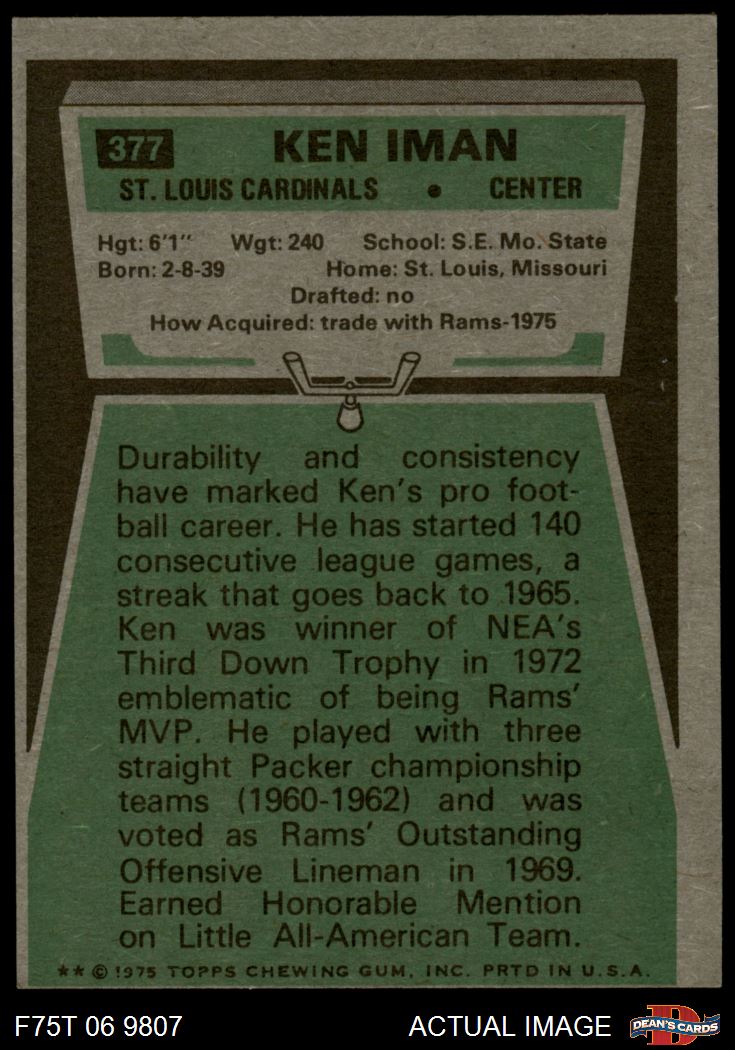 377 KEN IMAN
ST. LOUIS CARDINALS • CENTER
Hgt: 6'1" Wgt: 240 School: S.E. Mo. State
Born: 2-8-39 Home: St. Louis, Missouri
Drafted: no
How Acquired: trade with Rams-1975
Durability and consistency
have marked Ken's pro foot-
ball career. He has started 140
consecutive league games, a
streak that goes back to 1965.
Ken was winner of NEA's
Third Down Trophy in 1972
emblematic of being Rams'
MVP. He played with three
straight Packer championship
teams (1960-1962) and was
voted as Rams' Outstanding
Offensive Lineman in 1969.
Earned Honorable Mention
on Little All-American Team.
** © 1975 TOPPS CHEWING GUM, INC. PRTD IN U.S.A.
F75T 06 9807 ACTUAL IMAGE DEAN'S CARDS